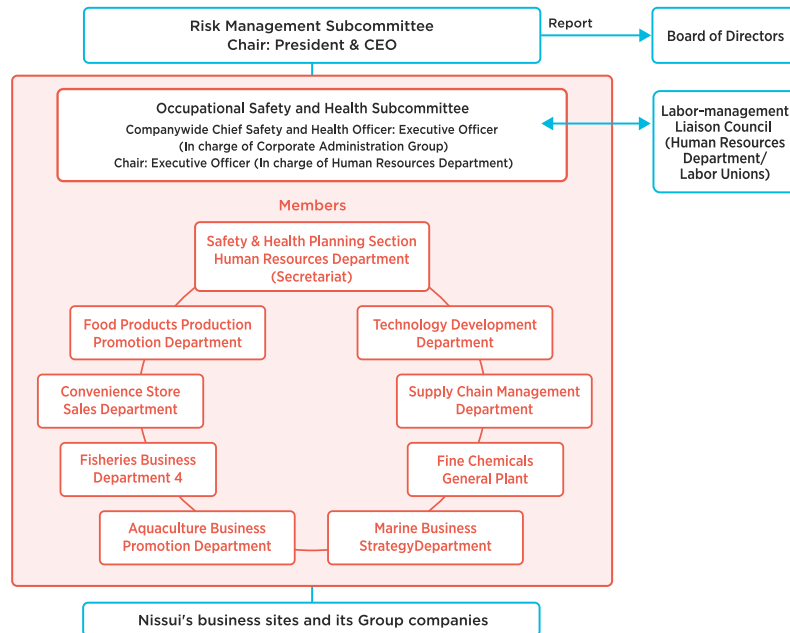 Risk Management Subcommittee
Chair: President & CEO
Report
Board of Directors
Occupational Safety and Health Subcommittee
Companywide Chief Safety and Health Officer: Executive Officer
(In charge of Corporate Administration Group)
Chair: Executive Officer (In charge of Human Resources Department)
Labor-management
Liaison Council
(Human Resources
Department/
Labor Unions)
Members
Safety & Health Planning Section
Human Resources Department
(Secretariat)
Food Products Production
Promotion Department
Technology Development
Department
Convenience Store
Sales Department
Supply Chain Management
Department
Fisheries Business
Department 4
Fine Chemicals
General Plant
Aquaculture Business
Promotion Department
Marine Business
StrategyDepartment
Nissui's business sites and its Group companies